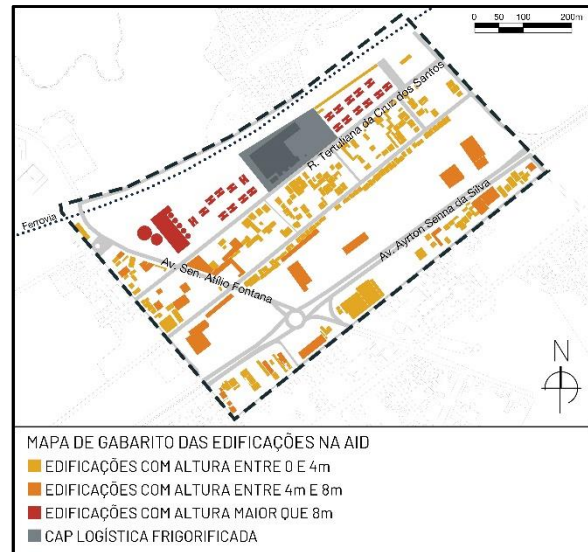 0 50 100 200m
R. Tertuliana da Cruz dos Santos
Ferrovia
Av. Sen. Atílio Fontana
Av. Ayrton Senna da Silva
N
MAPA DE GABARITO DAS EDIFICAÇÕES NA AID
EDIFICAÇÕES COM ALTURA ENTRE 0 E 4m
EDIFICAÇÕES COM ALTURA ENTRE 4m E 8m
EDIFICAÇÕES COM ALTURA MAIOR QUE 8m
CAP LOGÍSTICA FRIGORIFICADA